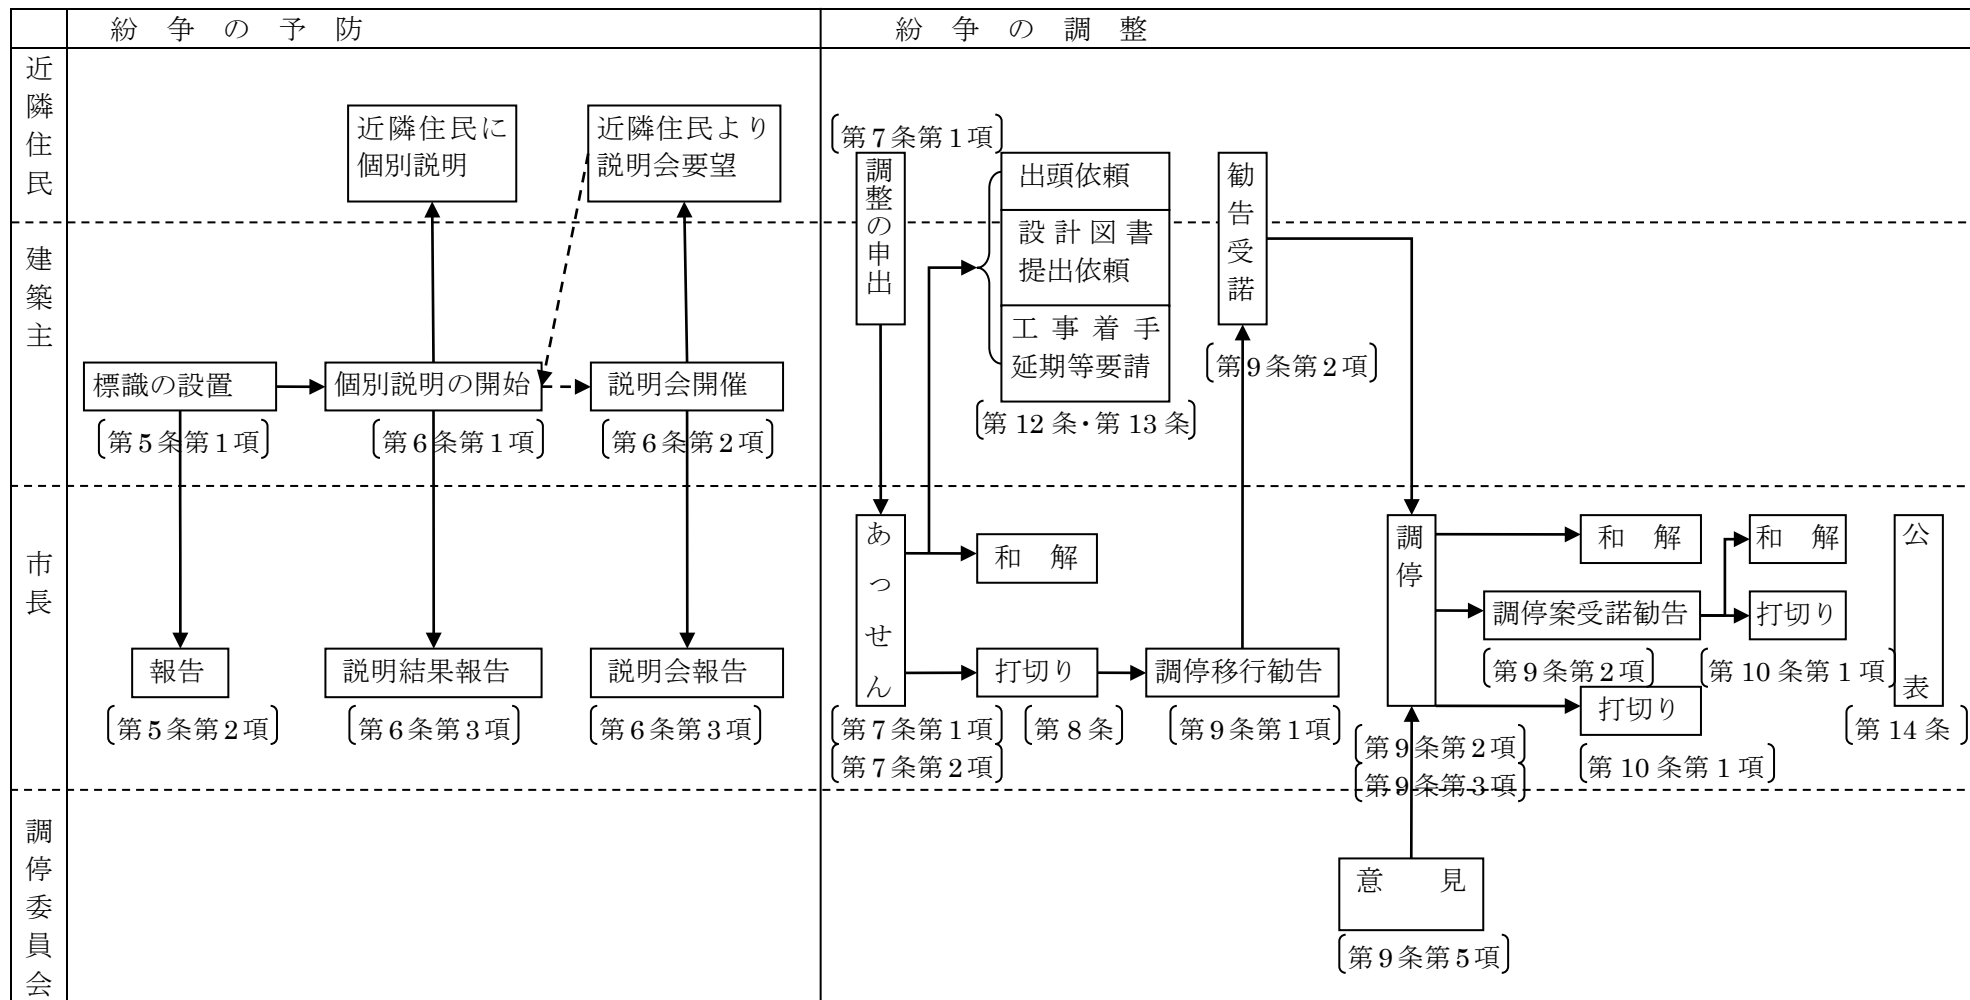 紛争の予防
紛争の調整
近隣住民
近隣住民に
個別説明
近隣住民より
説明会要望
第7条第1項
調整の申出
出頭依頼
設計図書
提出依頼
工事着手
延期等要請
第12条・第13条
勧告受諾
第9条第2項
建築主
標識の設置
第5条第1項
個別説明の開始
第6条第1項
説明会開催
第6条第2項
市長
報告
第5条第2項
説明結果報告
第6条第3項
説明会報告
第6条第3項
あっせん
第7条第1項
第7条第2項
和解
打切り
第8条
調停移行勧告
第9条第1項
調停
第9条第2項
第9条第3項
和解
調停案受諾勧告
第9条第2項
打切り
第10条第1項
和解
打切り
第10条第1項
公表
第14条
調停委員会
意見
第9条第5項